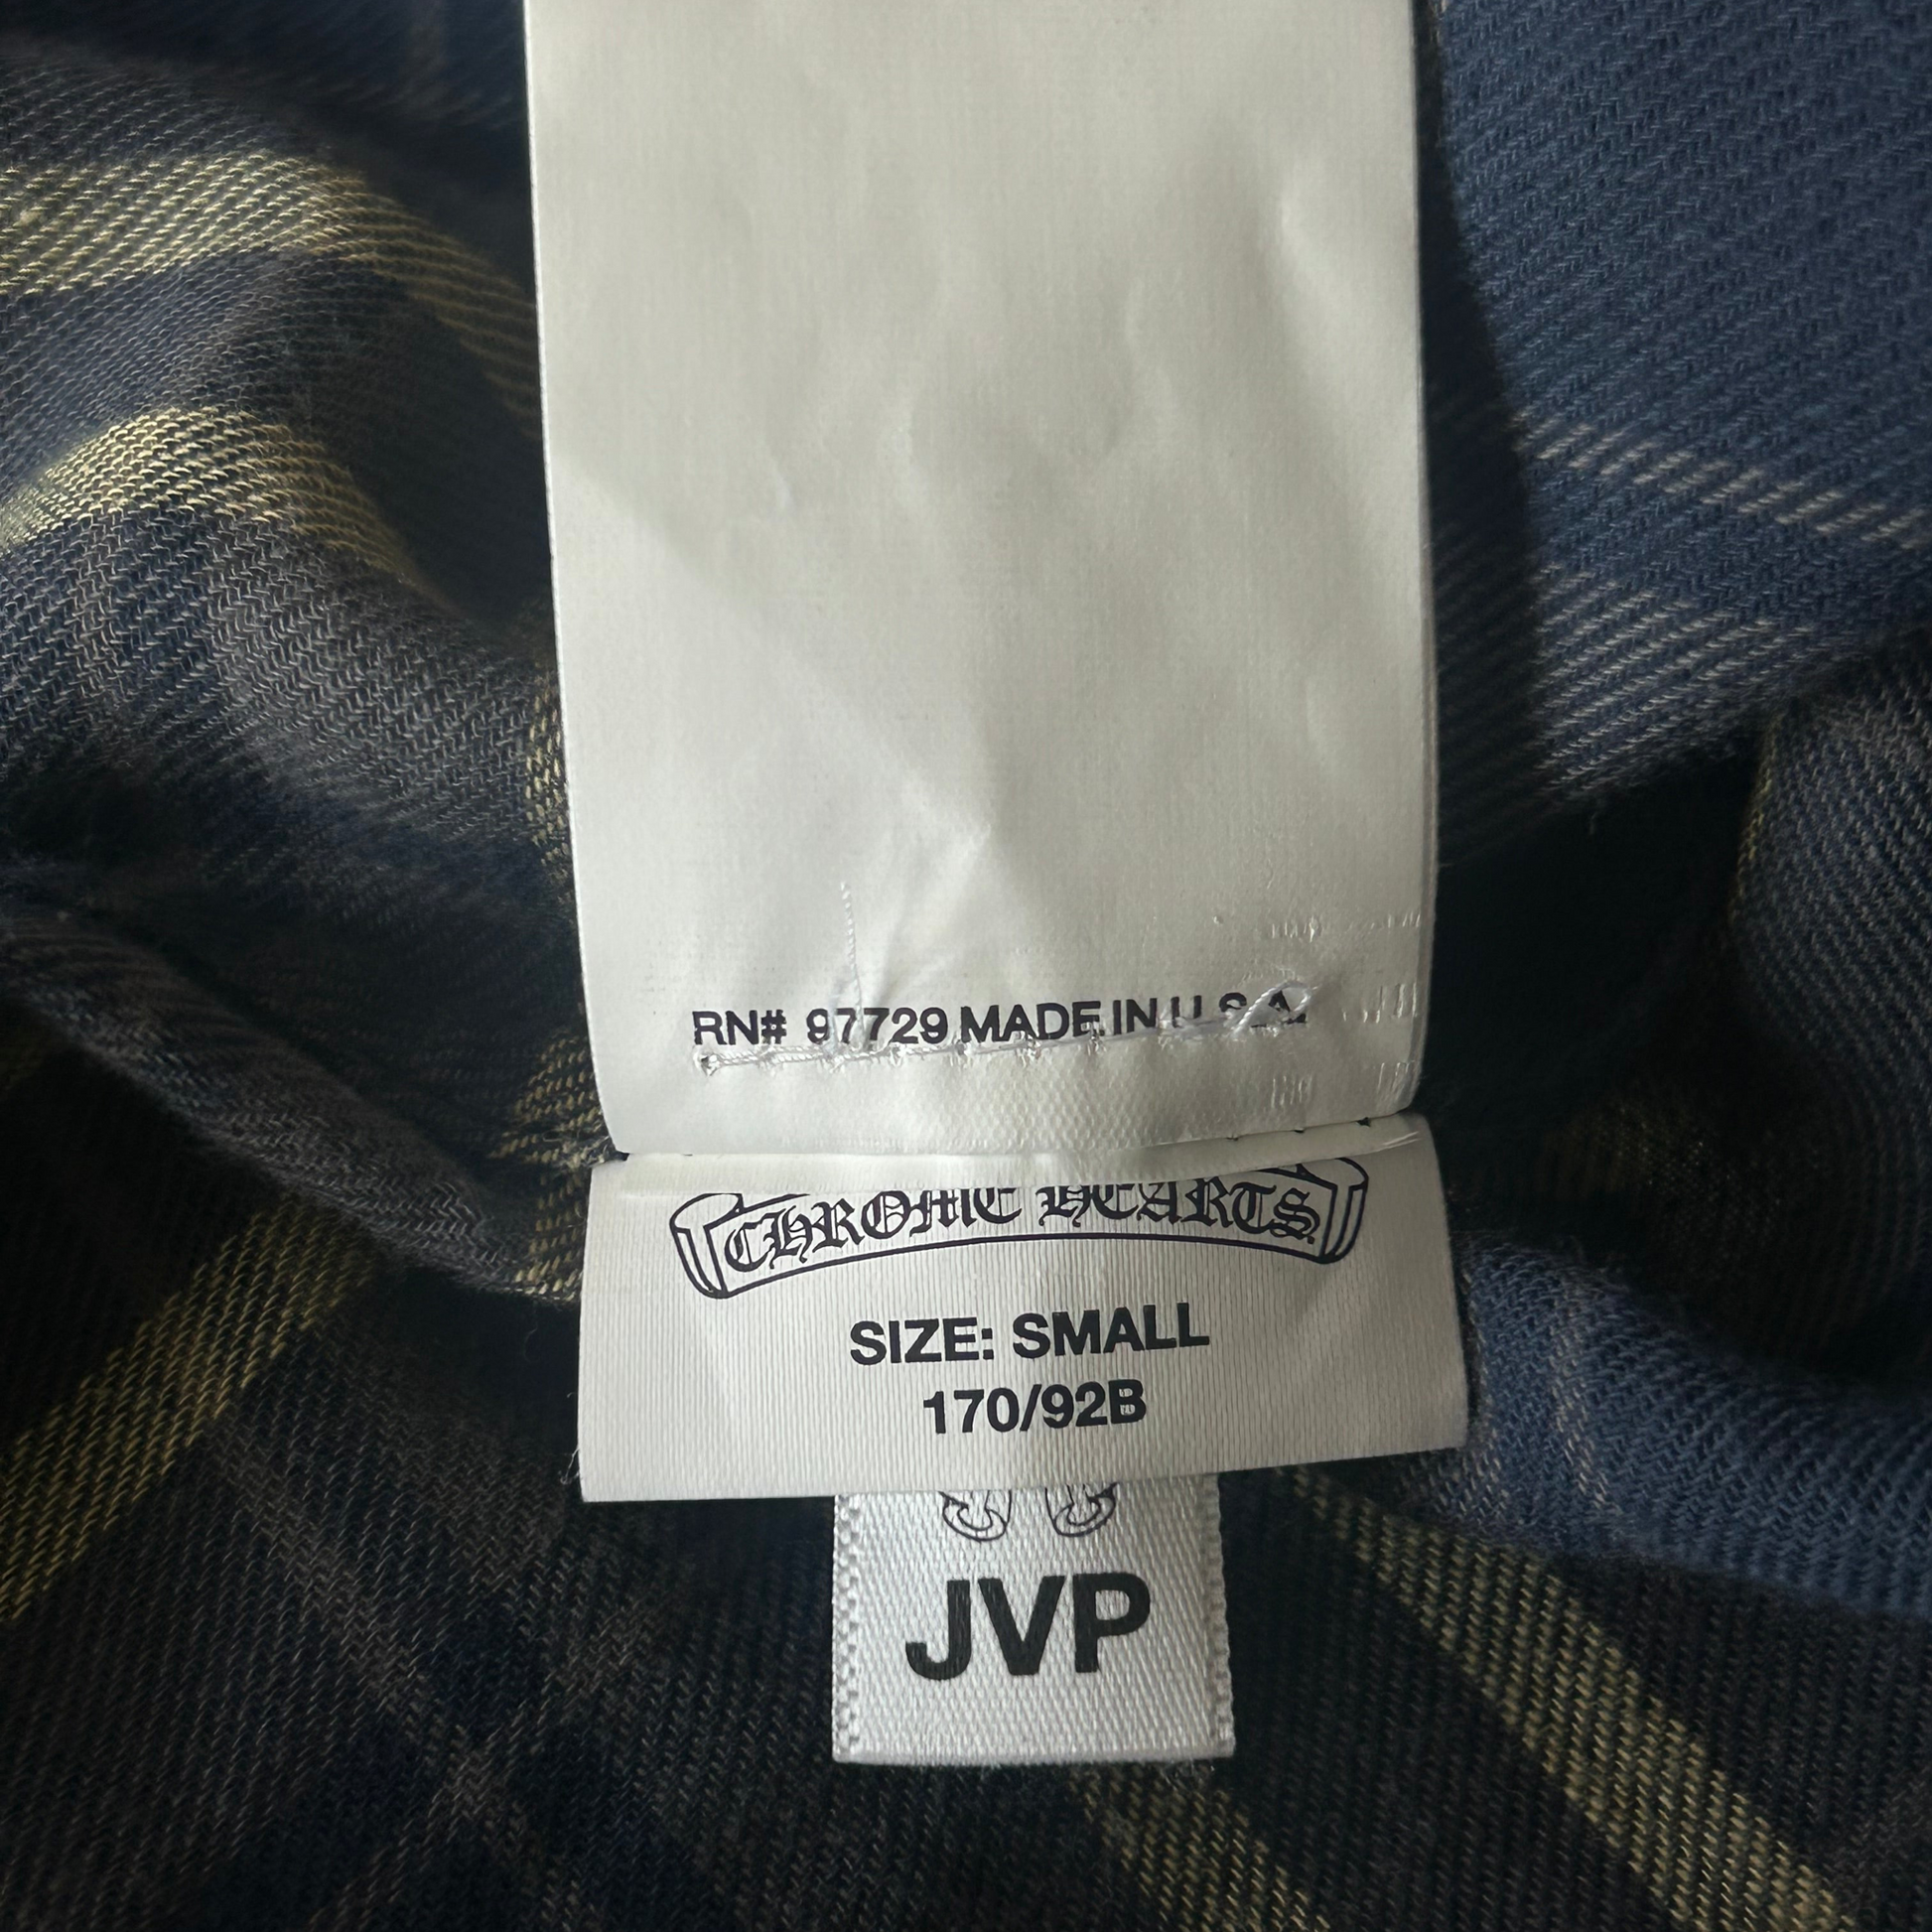 RN# 97729 MADE IN U.S.A.
CHROME HEARTS
SIZE: SMALL
170/92B
JVP